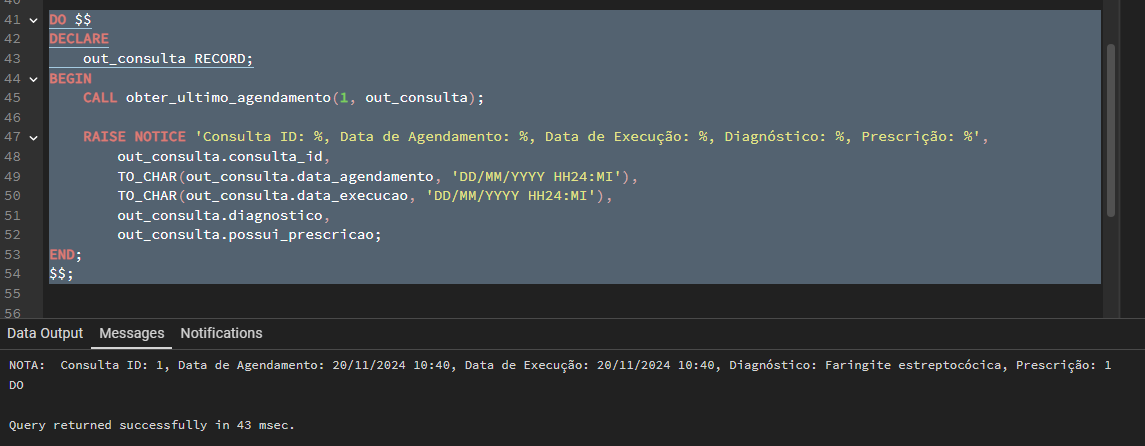 41 DO $$
42 DECLARE
43     out_consulta RECORD;
44 BEGIN
45     CALL obter_ultimo_agendamento(1, out_consulta);
46
47     RAISE NOTICE 'Consulta ID: %, Data de Agendamento: %, Data de Execução: %, Diagnóstico: %, Prescrição: %',
48         out_consulta.consulta_id,
49         TO_CHAR(out_consulta.data_agendamento, 'DD/MM/YYYY HH24:MI'),
50         TO_CHAR(out_consulta.data_execucao, 'DD/MM/YYYY HH24:MI'),
51         out_consulta.diagnostico,
52         out_consulta.possui_prescricao;
53 END;
54 $$;
55
56
Data Output Messages Notifications
NOTA:  Consulta ID: 1, Data de Agendamento: 20/11/2024 10:40, Data de Execução: 20/11/2024 10:40, Diagnóstico: Faringite estreptocócica, Prescrição: 1
DO
Query returned successfully in 43 msec.